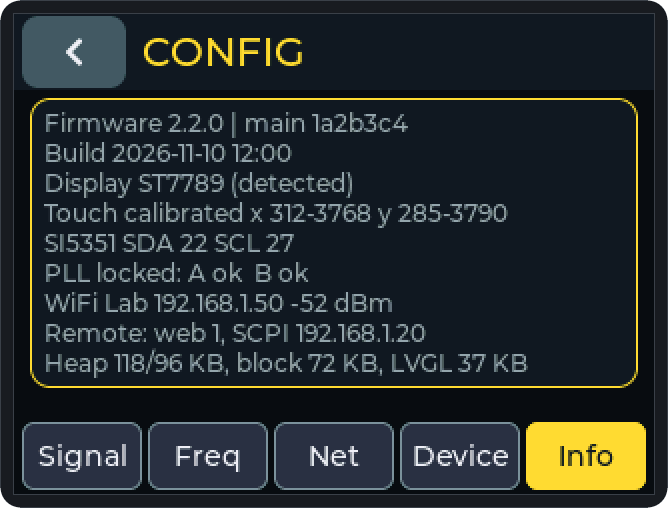 CONFIG
Firmware 2.2.0 | main 1a2b3c4
Build 2026-11-10 12:00
Display ST7789 (detected)
Touch calibrated x 312-3768 y 285-3790
SI5351 SDA 22 SCL 27
PLL locked: A ok  B ok
WiFi Lab 192.168.1.50 -52 dBm
Remote: web 1, SCPI 192.168.1.20
Heap 118/96 KB, block 72 KB, LVGL 37 KB
Signal Freq Net Device Info